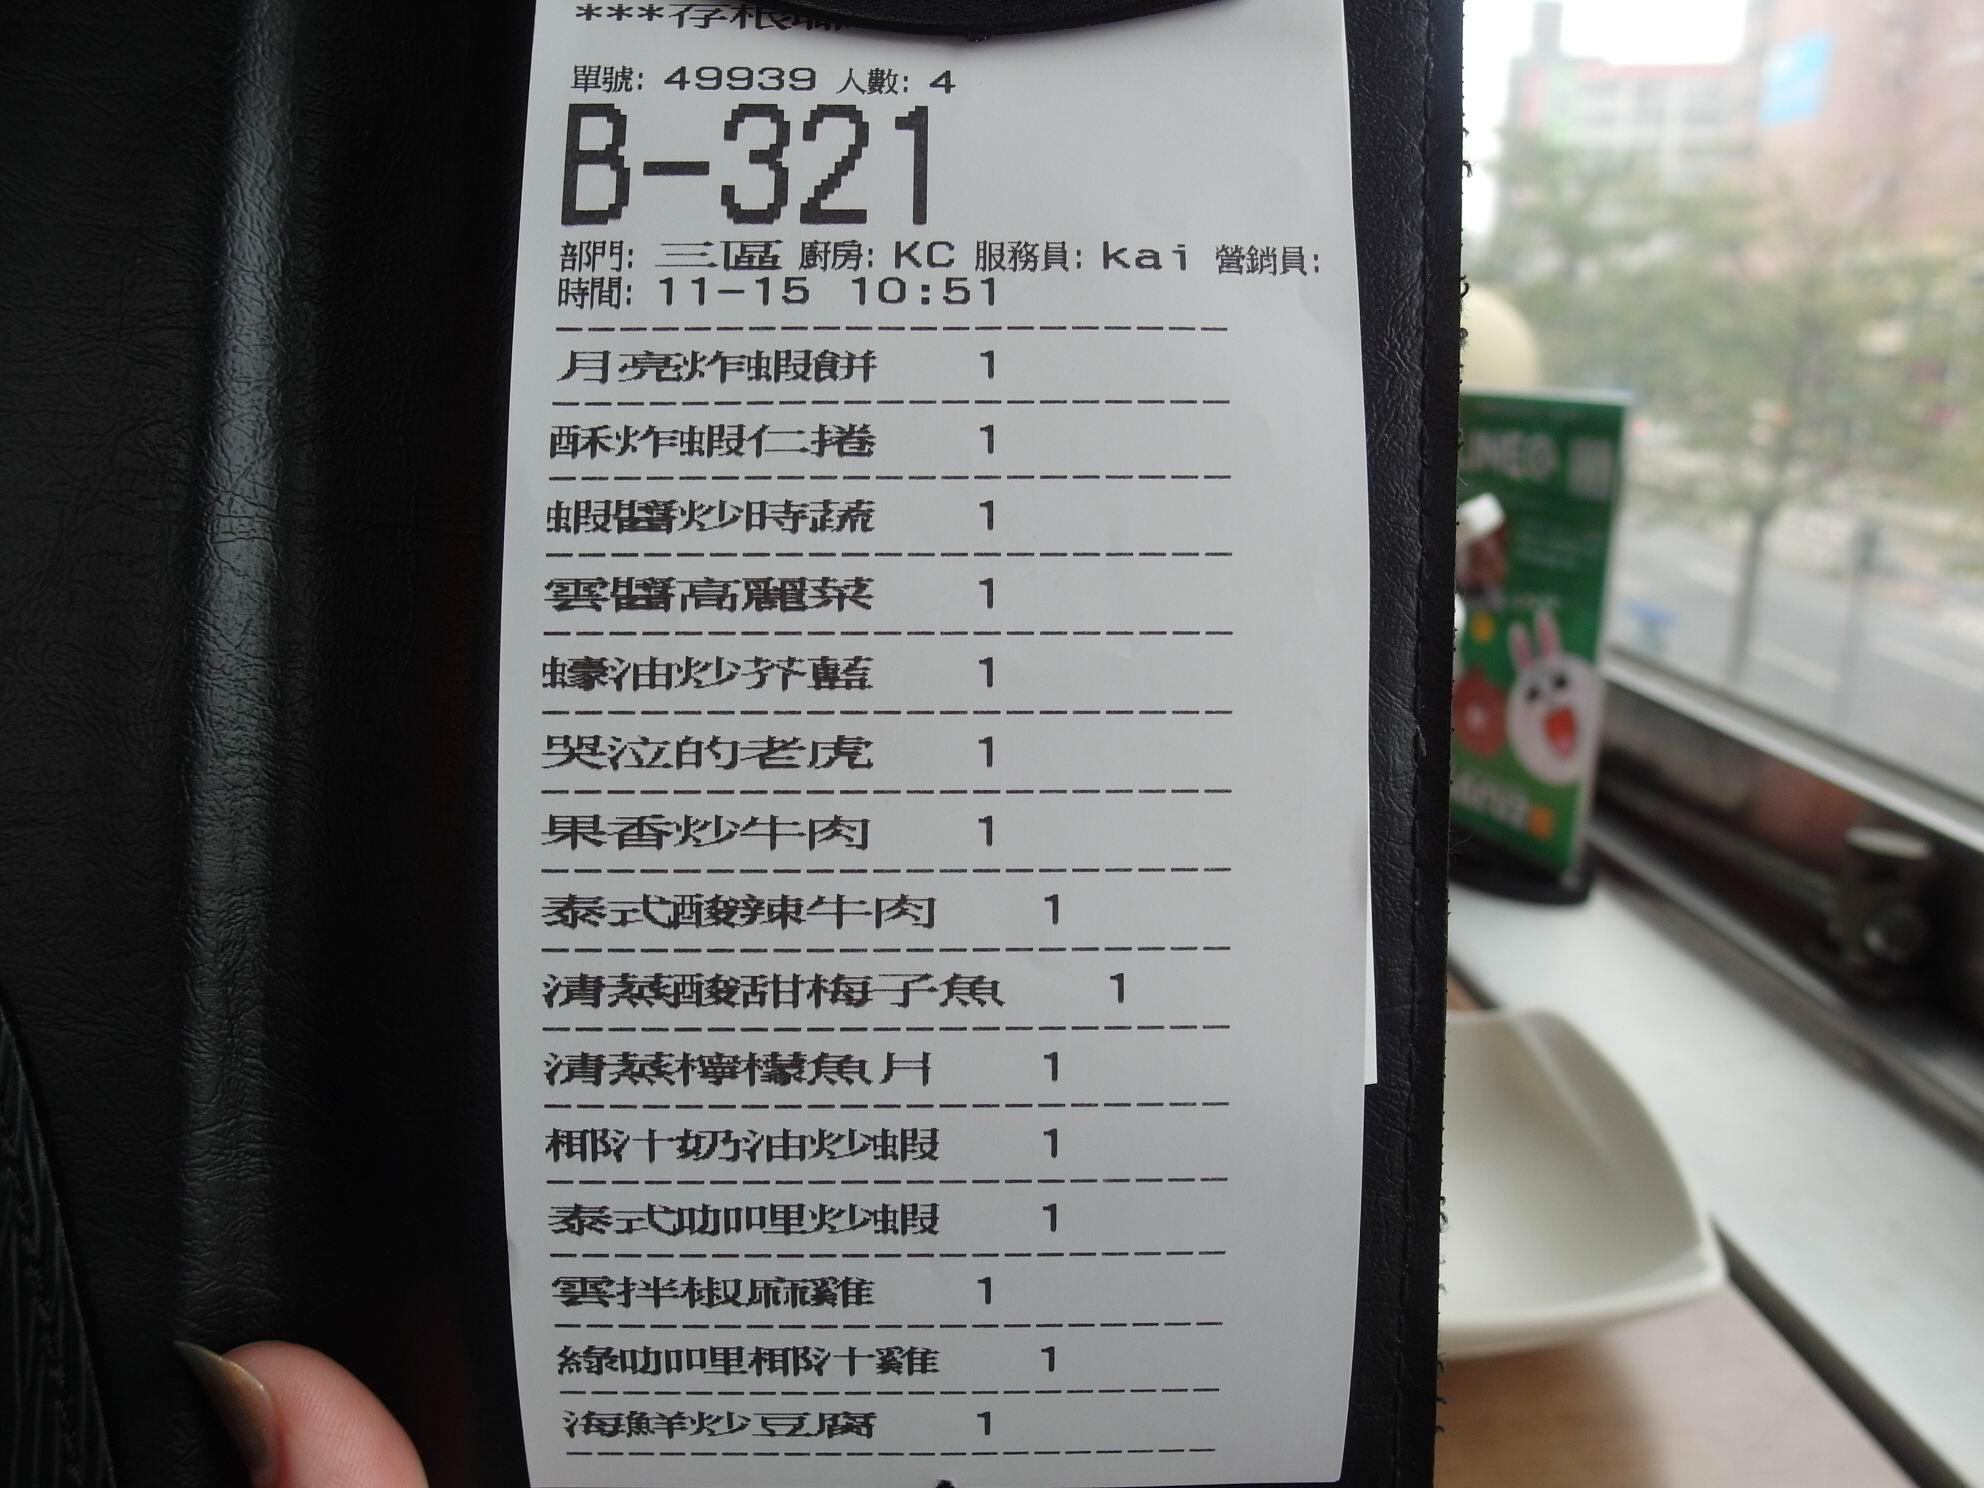 ***存根聯
單號: 49939 人數: 4
B-321
部門: 三區 廚房: KC 服務員: kai 營銷員:
時間: 11-15 10:51
月亮炸蝦餅 1
酥炸蝦仁捲 1
蝦醬炒時蔬 1
雲醬高麗菜 1
蠔油炒芥藍 1
哭泣的老虎 1
果香炒牛肉 1
泰式酸辣牛肉 1
清蒸酸甜梅子魚 1
清蒸檸檬魚片 1
椰汁奶油炒蝦 1
泰式咖哩炒蝦 1
雲拌椒麻雞 1
綠咖哩椰汁雞 1
海鮮炒豆腐 1